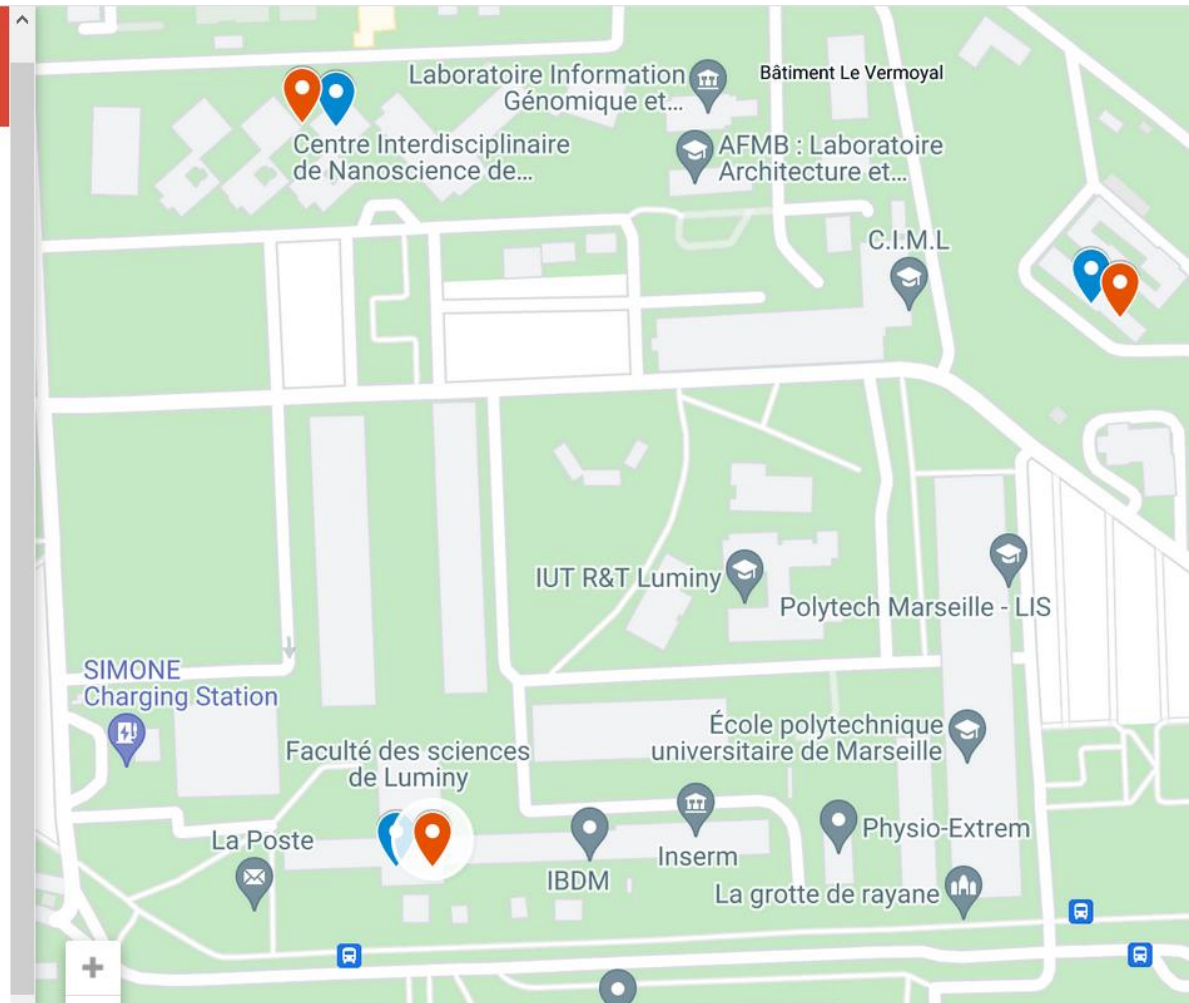 Laboratoire Information
Génomique et...
Bâtiment Le Vermoyal
Centre Interdisciplinaire
de Nanoscience de...
AFMB : Laboratoire
Architecture et...
C.I.M.L
IUT R&T Luminy
Polytech Marseille - LIS
SIMONE
Charging Station
École polytechnique
universitaire de Marseille
Faculté des sciences
de Luminy
La Poste
Physio-Extrem
Inserm
IBDM
La grotte de rayane
+